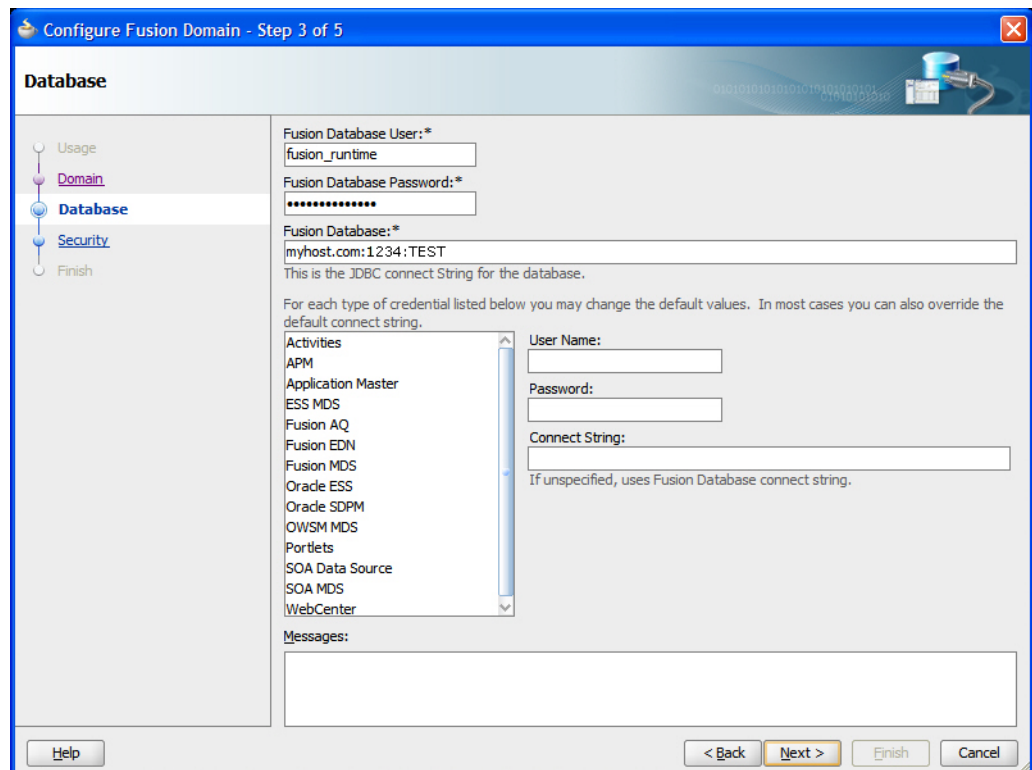 Configure Fusion Domain - Step 3 of 5
Database
010101010101010101010101
01010101010
Usage
Domain
Database
Security
Finish
Fusion Database User:*
fusion_runtime
Fusion Database Password:*
••••••••••••••
Fusion Database:*
myhost.com:1234:TEST
This is the JDBC connect String for the database.
For each type of credential listed below you may change the default values. In most cases you can also override the
default connect string.
Activities
APM
Application Master
ESS MDS
Fusion AQ
Fusion EDN
Fusion MDS
Oracle ESS
Oracle SDPM
OWSM MDS
Portlets
SOA Data Source
SOA MDS
WebCenter
User Name:
Password:
Connect String:
If unspecified, uses Fusion Database connect string.
Messages:
Help
< Back
Next >
Finish
Cancel